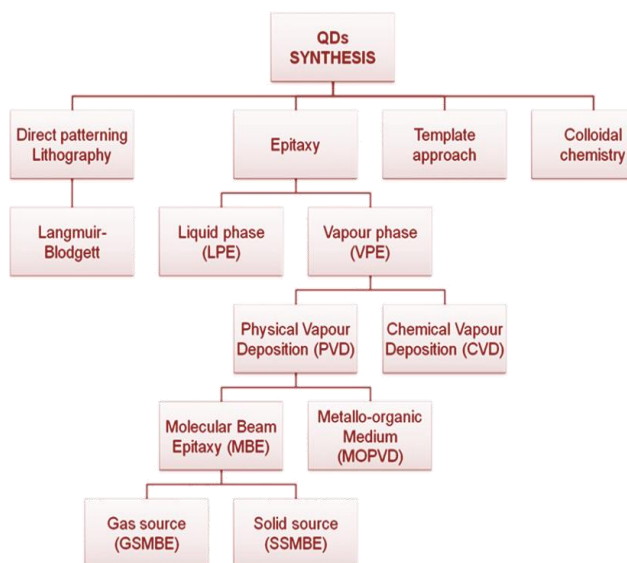 QDs
SYNTHESIS
Direct patterning
Lithography
Epitaxy
Template
approach
Colloidal
chemistry
Langmuir-
Blodgett
Liquid phase
(LPE)
Vapour phase
(VPE)
Physical Vapour
Deposition (PVD)
Chemical Vapour
Deposition (CVD)
Molecular Beam
Epitaxy (MBE)
Metallo-organic
Medium
(MOPVD)
Gas source
(GSMBE)
Solid source
(SSMBE)